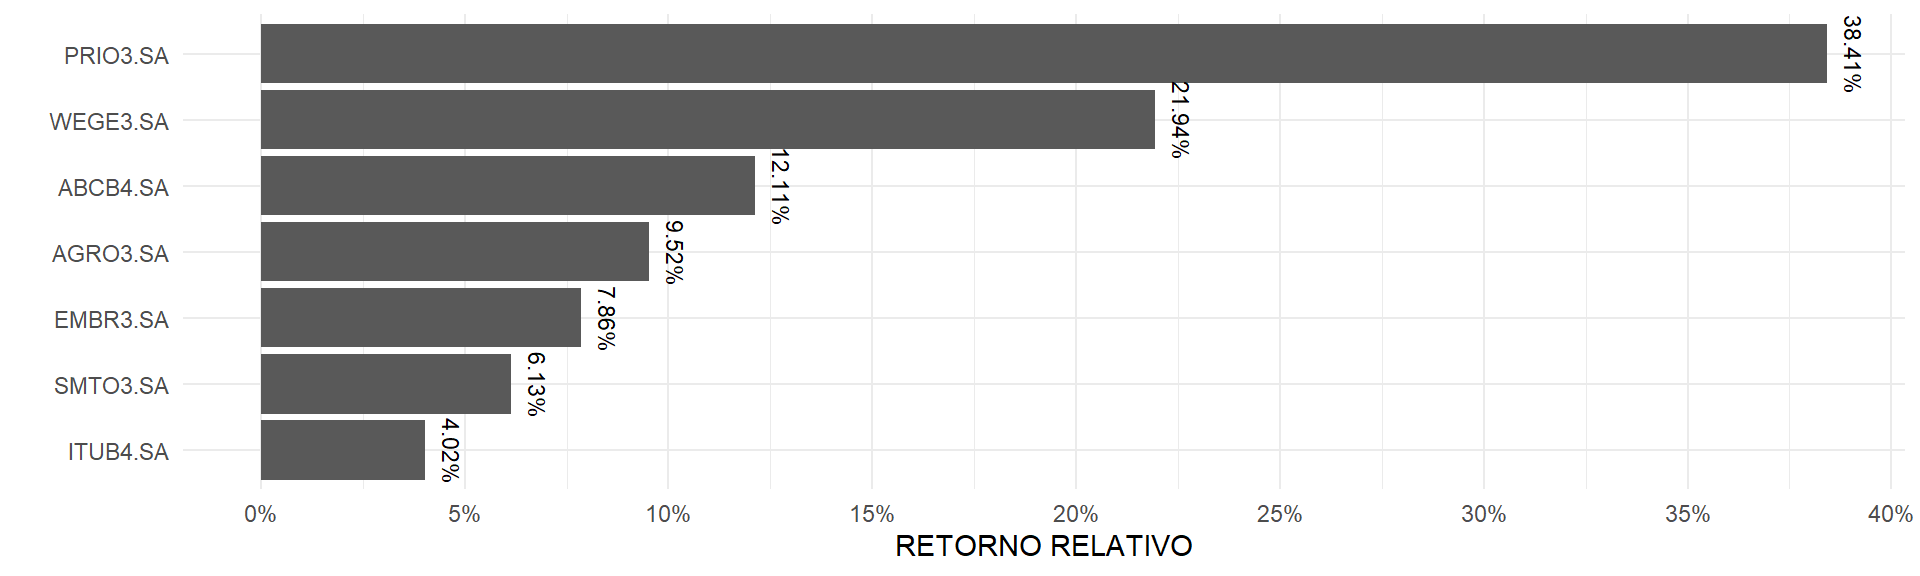 PRIO3.SA
38.41%
WEGE3.SA
21.94%
ABCB4.SA
12.11%
AGRO3.SA
9.52%
EMBR3.SA
7.86%
SMTO3.SA
6.13%
ITUB4.SA
4.02%
0% 5% 10% 15% 20% 25% 30% 35% 40%
RETORNO RELATIVO